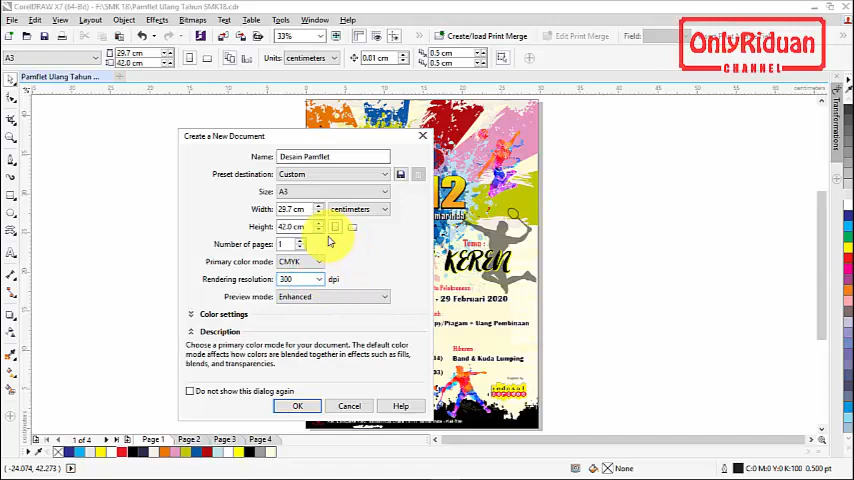 CorelDRAW X7 (64-Bit) - F:\SMK 18\Pamflet Ulang Tahun SMK18.cdr
File Edit View Layout Object Effects Bitmaps Text Table Tools Window Help
33% Create/load Print Merge Edit Print Merge Field:
A3 29.7 cm 42.0 cm Units: centimeters 0.01 cm 0.5 cm 0.5 cm
OnlyRiduan
CHANNEL
Pamflet Ulang Tahun ...
centimeters
Transformations
Create a New Document
Name: Desain Pamflet
Preset destination: Custom
Size: A3
Width: 29.7 cm centimeters
Height: 42.0 cm
Number of pages: 1
Primary color mode: CMYK
Rendering resolution: 300 dpi
Preview mode: Enhanced
Color settings
Description
Choose a primary color mode for your document. The default color
mode affects how colors are blended together in effects such as fills,
blends, and transparencies.
Do not show this dialog again
OK Cancel Help
Tema :
KEREN
- 29 Februari 2020
Hiburan
Band & Kuda Lumping
1 of 4 Page 1 Page 2 Page 3 Page 4
(-24.074, 42.273) None C:0 M:0 Y:0 K:100 0.500 pt